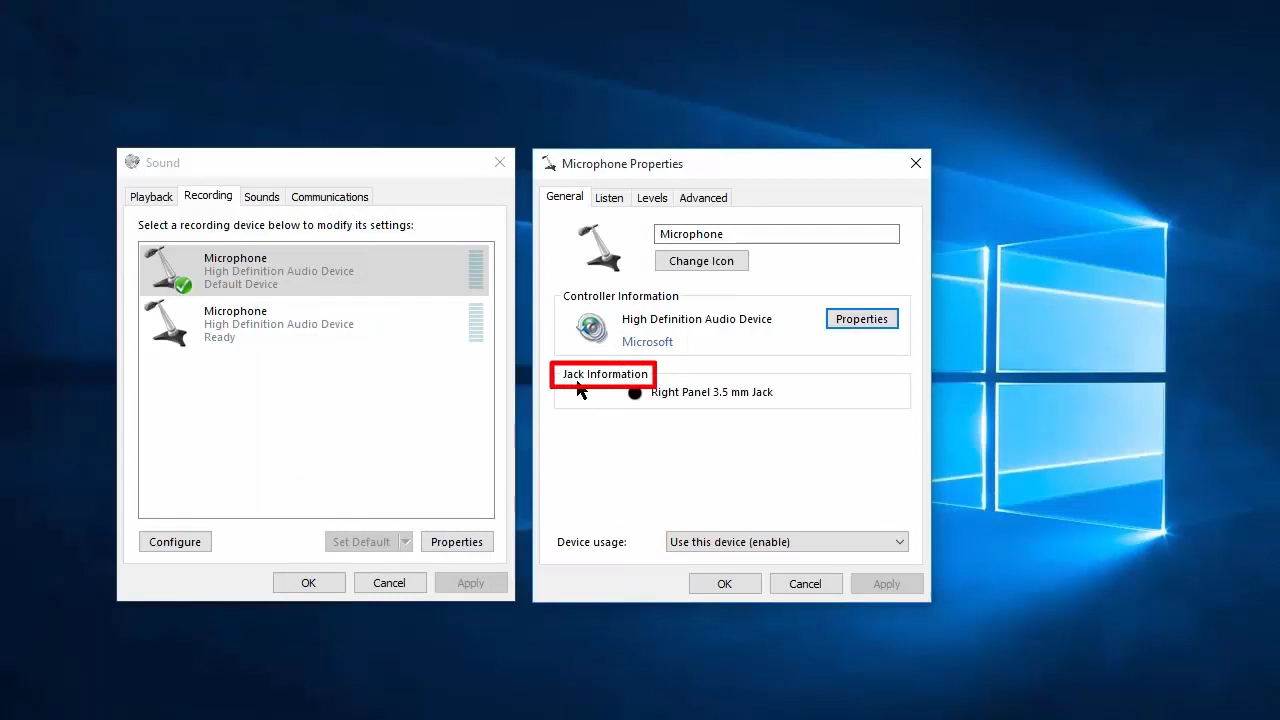 Sound
Playback Recording Sounds Communications
Select a recording device below to modify its settings:
Microphone
High Definition Audio Device
Default Device
Microphone
High Definition Audio Device
Ready
Configure Set Default Properties
OK Cancel Apply
Microphone Properties
General Listen Levels Advanced
Microphone
Change Icon
Controller Information
High Definition Audio Device Properties
Microsoft
Jack Information
Right Panel 3.5 mm Jack
Device usage: Use this device (enable)
OK Cancel Apply